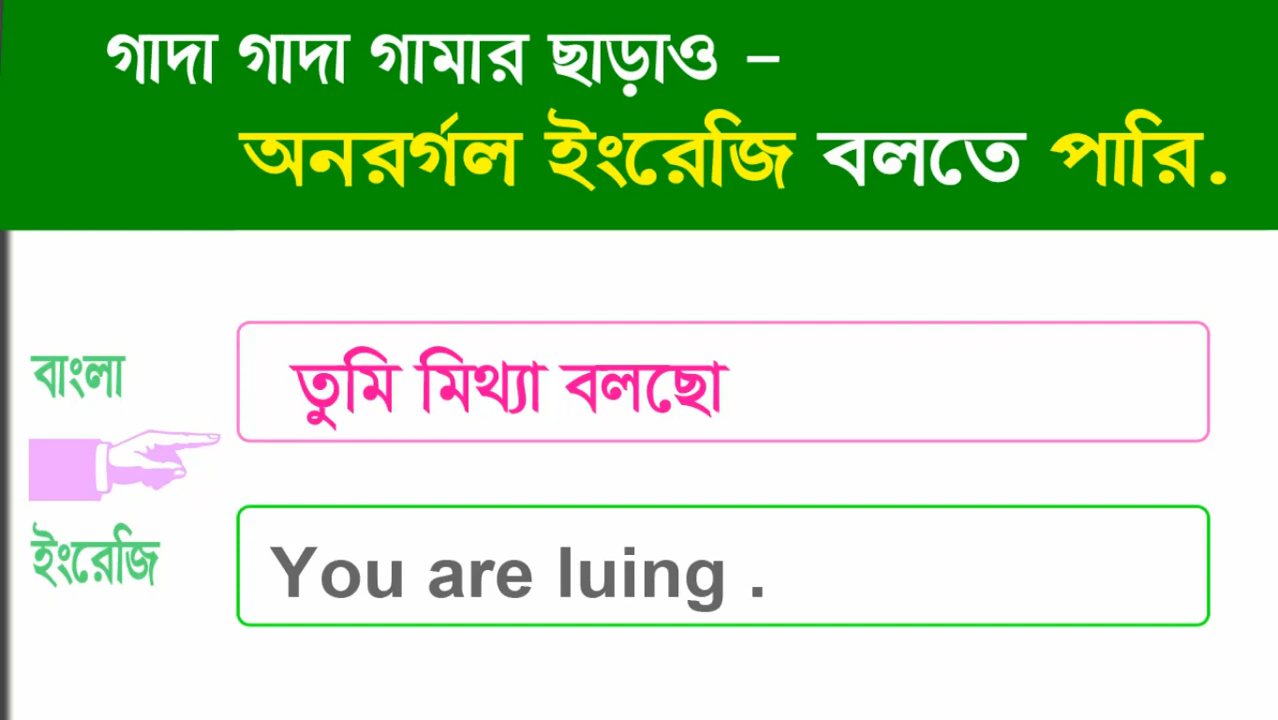 গাদা গাদা গামার ছাড়াও –
অনরর্গল ইংরেজি বলতে পারি.
বাংলা
তুমি মিথ্যা বলছো
ইংরেজি
You are luing .